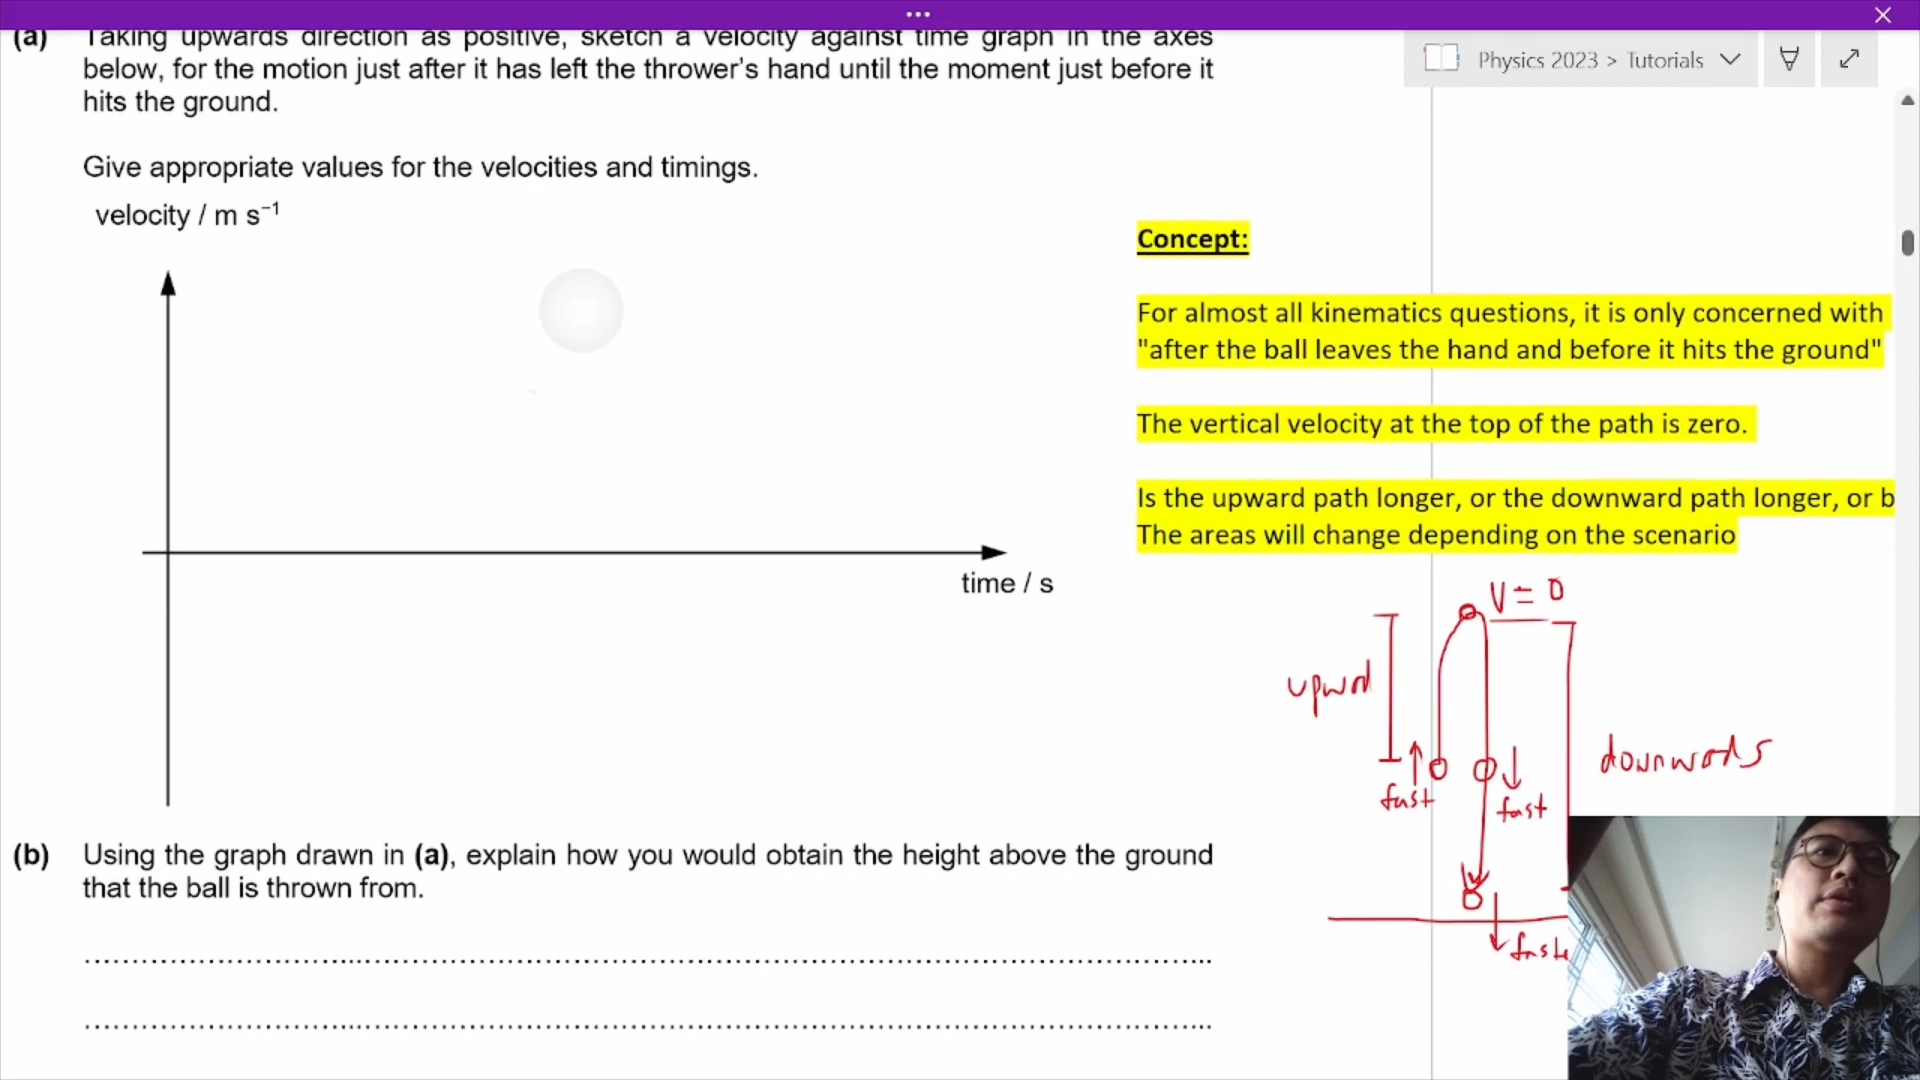 ...
Physics 2023 > Tutorials
(a) Taking upwards direction as positive, sketch a velocity against time graph in the axes
below, for the motion just after it has left the thrower's hand until the moment just before it
hits the ground.
Give appropriate values for the velocities and timings.
velocity / m s⁻¹
time / s
Concept:
For almost all kinematics questions, it is only concerned with
"after the ball leaves the hand and before it hits the ground"
The vertical velocity at the top of the path is zero.
Is the upward path longer, or the downward path longer, or b
The areas will change depending on the scenario
V = 0
upwrd
downwards
fast
fast
faste
(b) Using the graph drawn in (a), explain how you would obtain the height above the ground
that the ball is thrown from.